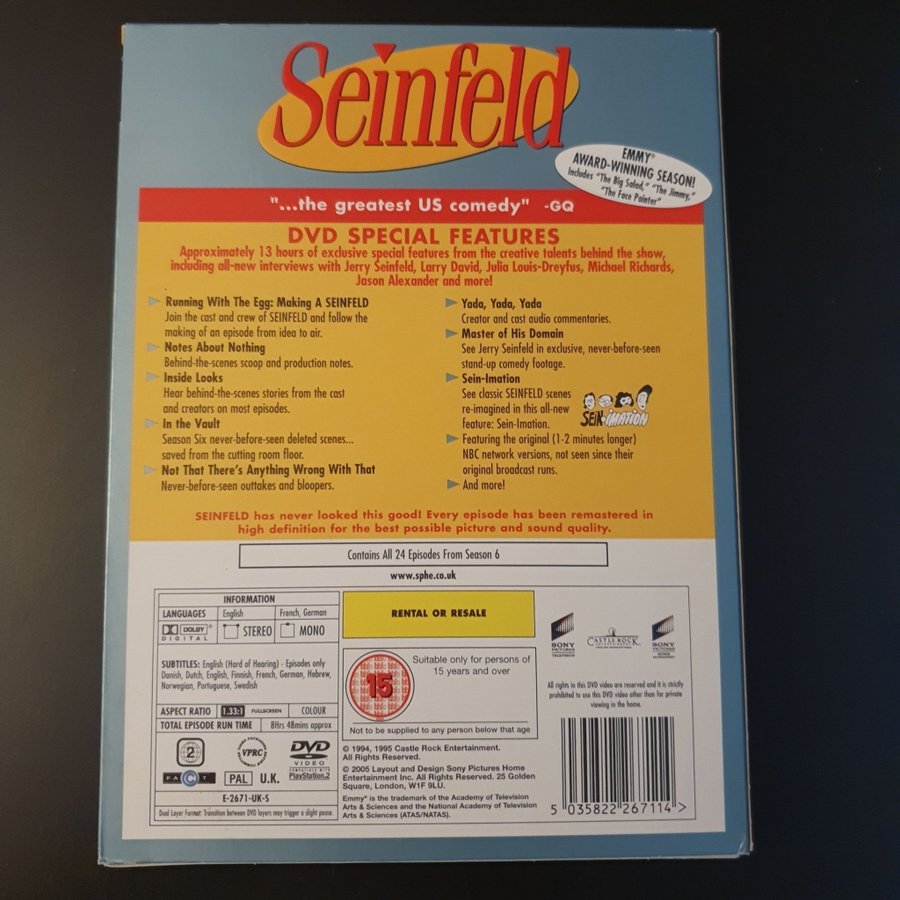 Seinfeld
EMMY®
AWARD-WINNING SEASON!
Includes "The Big Salad," "The Jimmy,"
"The Face Painter"
"...the greatest US comedy" -GQ
DVD SPECIAL FEATURES
Approximately 13 hours of exclusive special features from the creative talents behind the show,
including all-new interviews with Jerry Seinfeld, Larry David, Julia Louis-Dreyfus, Michael Richards,
Jason Alexander and more!
Running With The Egg: Making A SEINFELD
Join the cast and crew of SEINFELD and follow the
making of an episode from idea to air.
Notes About Nothing
Behind-the-scenes scoop and production notes.
Inside Looks
Hear behind-the-scenes stories from the cast
and creators on most episodes.
In the Vault
Season Six never-before-seen deleted scenes...
saved from the cutting room floor.
Not That There's Anything Wrong With That
Never-before-seen outtakes and bloopers.
Yada, Yada, Yada
Creator and cast audio commentaries.
Master of His Domain
See Jerry Seinfeld in exclusive, never-before-seen
stand-up comedy footage.
Sein-Imation
See classic SEINFELD scenes
re-imagined in this all-new
feature: Sein-Imation.
SEIN-IMATION
Featuring the original (1-2 minutes longer)
NBC network versions, not seen since their
original broadcast runs.
And more!
SEINFELD has never looked this good! Every episode has been remastered in
high definition for the best possible picture and sound quality.
Contains All 24 Episodes From Season 6
www.sphe.co.uk
INFORMATION
LANGUAGES English French, German
DOLBY® DIGITAL STEREO MONO
SUBTITLES: English (Hard of Hearing) - Episodes only
Danish, Dutch, English, Finnish, French, German, Hebrew,
Norwegian, Portuguese, Swedish
ASPECT RATIO 1.33:1 FULLSCREEN COLOUR
TOTAL EPISODE RUN TIME 8Hrs 48mins approx
2 VPRC DVD VIDEO
COMPATIBLE WITH
PlayStation.2
FACT PAL U.K.
E-2671-UK-S
Dual Layer Format. Transition between DVD layers may trigger a slight pause.
RENTAL OR RESALE
15
Suitable only for persons of
15 years and over
Not to be supplied to any person below that age
© 1994, 1995 Castle Rock Entertainment.
All Rights Reserved.
© 2005 Layout and Design Sony Pictures Home
Entertainment Inc. All Rights Reserved. 25 Golden
Square, London, W1F 9LU.
Emmy® is the trademark of the Academy of Television
Arts & Sciences and the National Academy of Television
Arts & Sciences (ATAS/NATAS).
SONY
PICTURES
TELEVISION
CASTLE ROCK
ENTERTAINMENT
SONY
PICTURES
All rights in this DVD video are reserved and it is strictly
prohibited to use this DVD video other than for private
viewing in the home.
5 035822 267114 >